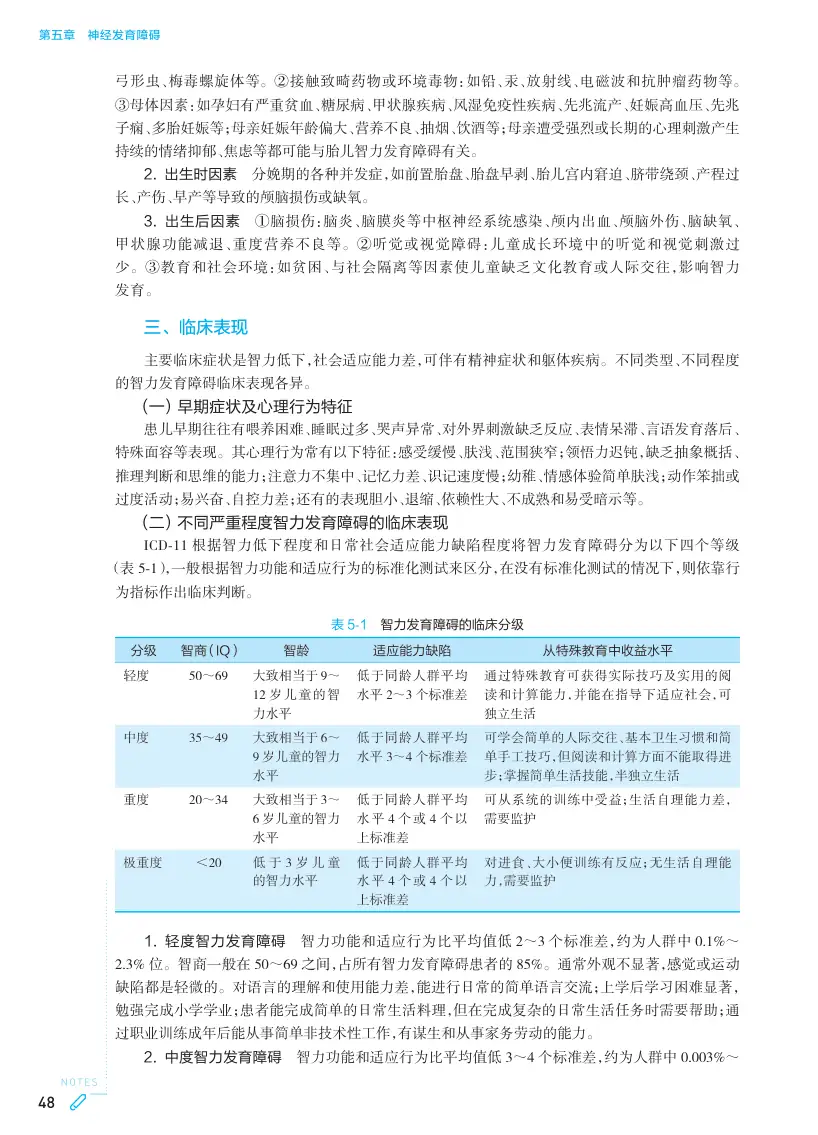 第五章 神经发育障碍
弓形虫、梅毒螺旋体等。②接触致畸药物或环境毒物：如铅、汞、放射线、电磁波和抗肿瘤药物等。
③母体因素：如孕妇有严重贫血、糖尿病、甲状腺疾病、风湿免疫性疾病、先兆流产、妊娠高血压、先兆
子痫、多胎妊娠等；母亲妊娠年龄偏大、营养不良、抽烟、饮酒等；母亲遭受强烈或长期的心理刺激产生
持续的情绪抑郁、焦虑等都可能与胎儿智力发育障碍有关。
2. 出生时因素 分娩期的各种并发症，如前置胎盘、胎盘早剥、胎儿宫内窘迫、脐带绕颈、产程过
长、产伤、早产等导致的颅脑损伤或缺氧。
3. 出生后因素 ①脑损伤：脑炎、脑膜炎等中枢神经系统感染、颅内出血、颅脑外伤、脑缺氧、
甲状腺功能减退、重度营养不良等。②听觉或视觉障碍：儿童成长环境中的听觉和视觉刺激过
少。③教育和社会环境：如贫困、与社会隔离等因素使儿童缺乏文化教育或人际交往，影响智力
发育。
三、临床表现
主要临床症状是智力低下，社会适应能力差，可伴有精神症状和躯体疾病。不同类型、不同程度
的智力发育障碍临床表现各异。
（一）早期症状及心理行为特征
患儿早期往往有喂养困难、睡眠过多、哭声异常、对外界刺激缺乏反应、表情呆滞、言语发育落后、
特殊面容等表现。其心理行为常有以下特征：感受缓慢、肤浅、范围狭窄；领悟力迟钝，缺乏抽象概括、
推理判断和思维的能力；注意力不集中、记忆力差、识记速度慢；幼稚、情感体验简单肤浅；动作笨拙或
过度活动；易兴奋、自控力差；还有的表现胆小、退缩、依赖性大、不成熟和易受暗示等。
（二）不同严重程度智力发育障碍的临床表现
ICD-11 根据智力低下程度和日常社会适应能力缺陷程度将智力发育障碍分为以下四个等级
（表 5-1），一般根据智力功能和适应行为的标准化测试来区分，在没有标准化测试的情况下，则依靠行
为指标作出临床判断。
表 5-1 智力发育障碍的临床分级
分级 智商（IQ） 智龄 适应能力缺陷 从特殊教育中收益水平
轻度 50～69 大致相当于 9～ 低于同龄人群平均 通过特殊教育可获得实际技巧及实用的阅
12 岁儿童的智 水平 2～3 个标准差 读和计算能力，并能在指导下适应社会，可
力水平 独立生活
中度 35～49 大致相当于 6～ 低于同龄人群平均 可学会简单的人际交往、基本卫生习惯和简
9 岁儿童的智力 水平 3～4 个标准差 单手工技巧，但阅读和计算方面不能取得进
水平 步；掌握简单生活技能，半独立生活
重度 20～34 大致相当于 3～ 低于同龄人群平均 可从系统的训练中受益；生活自理能力差，
6 岁儿童的智力 水平 4 个或 4 个以 需要监护
水平 上标准差
极重度 ＜20 低于 3 岁儿童 低于同龄人群平均 对进食、大小便训练有反应；无生活自理能
的智力水平 水平 4 个或 4 个以 力，需要监护
上标准差
1. 轻度智力发育障碍 智力功能和适应行为比平均值低 2～3 个标准差，约为人群中 0.1%～
2.3% 位。智商一般在 50～69 之间，占所有智力发育障碍患者的 85%。通常外观不显著，感觉或运动
缺陷都是轻微的。对语言的理解和使用能力差，能进行日常的简单语言交流；上学后学习困难显著，
勉强完成小学学业；患者能完成简单的日常生活料理，但在完成复杂的日常生活任务时需要帮助；通
过职业训练成年后能从事简单非技术性工作，有谋生和从事家务劳动的能力。
2. 中度智力发育障碍 智力功能和适应行为比平均值低 3～4 个标准差，约为人群中 0.003%～
NOTES
48